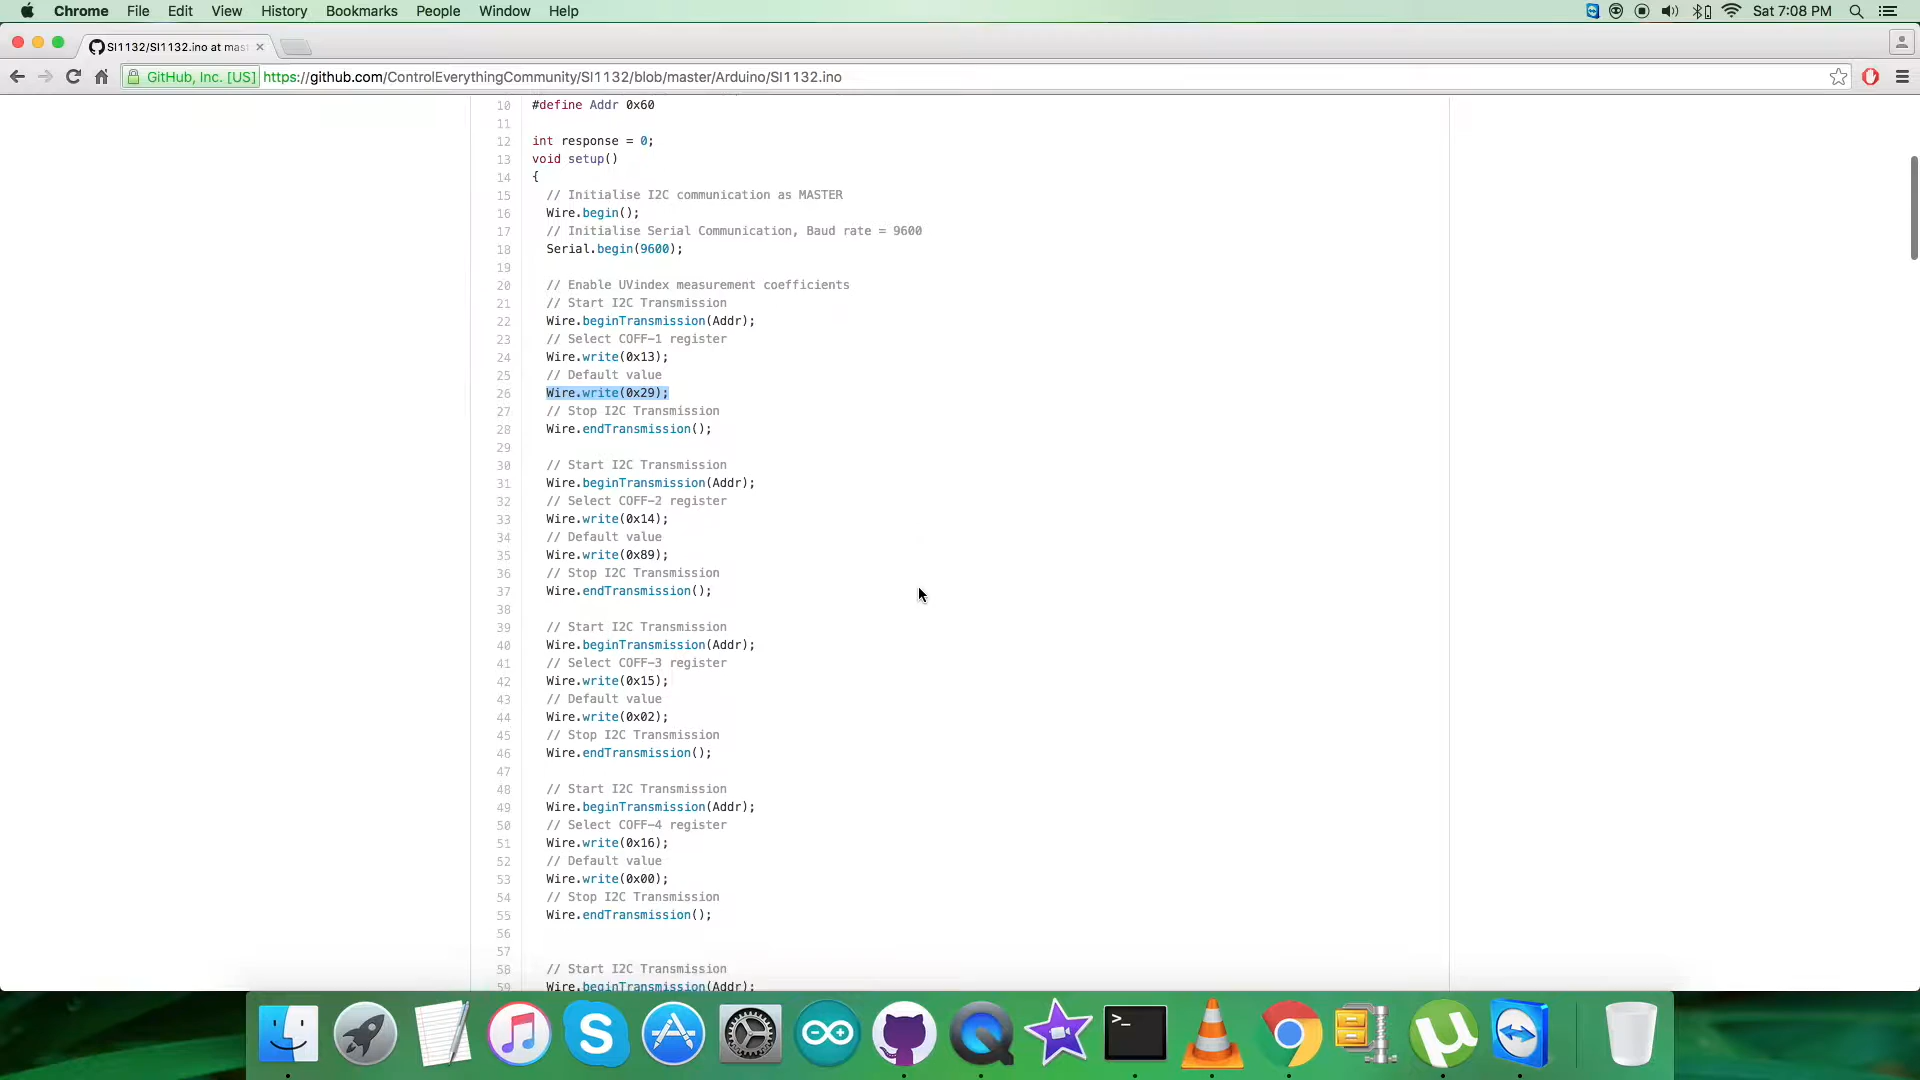 Chrome File Edit View History Bookmarks People Window Help Sat 7:08 PM
SI1132/SI1132.ino at mas
GitHub, Inc. [US] https://github.com/ControlEverythingCommunity/SI1132/blob/master/Arduino/SI1132.ino
10 #define Addr 0x60
11
12 int response = 0;
13 void setup()
14 {
15 // Initialise I2C communication as MASTER
16 Wire.begin();
17 // Initialise Serial Communication, Baud rate = 9600
18 Serial.begin(9600);
19
20 // Enable UVindex measurement coefficients
21 // Start I2C Transmission
22 Wire.beginTransmission(Addr);
23 // Select COFF-1 register
24 Wire.write(0x13);
25 // Default value
26 Wire.write(0x29);
27 // Stop I2C Transmission
28 Wire.endTransmission();
29
30 // Start I2C Transmission
31 Wire.beginTransmission(Addr);
32 // Select COFF-2 register
33 Wire.write(0x14);
34 // Default value
35 Wire.write(0x89);
36 // Stop I2C Transmission
37 Wire.endTransmission();
38
39 // Start I2C Transmission
40 Wire.beginTransmission(Addr);
41 // Select COFF-3 register
42 Wire.write(0x15);
43 // Default value
44 Wire.write(0x02);
45 // Stop I2C Transmission
46 Wire.endTransmission();
47
48 // Start I2C Transmission
49 Wire.beginTransmission(Addr);
50 // Select COFF-4 register
51 Wire.write(0x16);
52 // Default value
53 Wire.write(0x00);
54 // Stop I2C Transmission
55 Wire.endTransmission();
56
57
58 // Start I2C Transmission
59 Wire.beginTransmission(Addr);